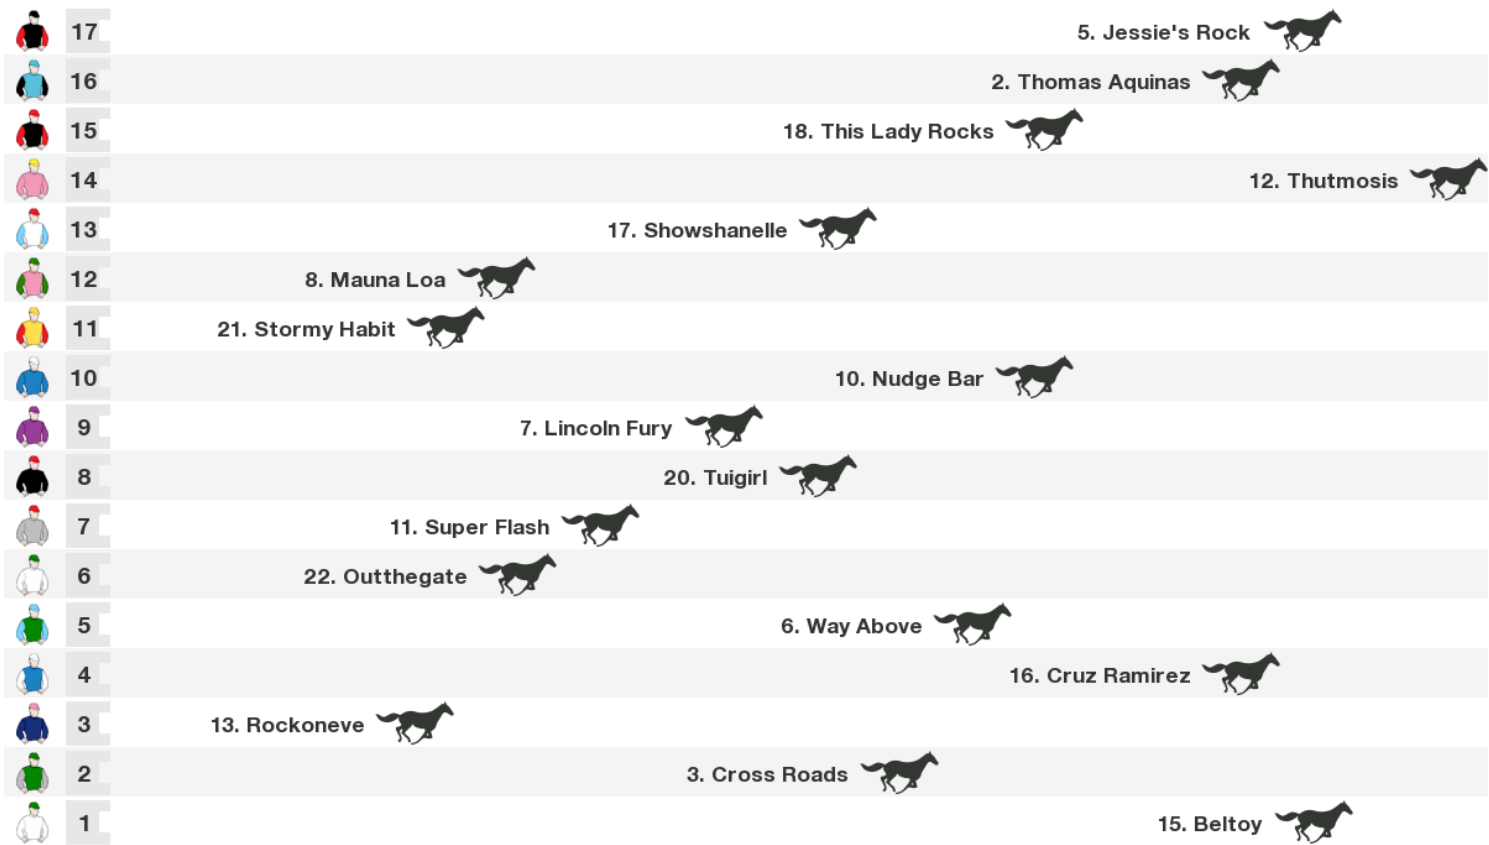 17 5. Jessie's Rock
16 2. Thomas Aquinas
15 18. This Lady Rocks
14 12. Thutmosis
13 17. Showshanelle
12 8. Mauna Loa
11 21. Stormy Habit
10 10. Nudge Bar
9 7. Lincoln Fury
8 20. Tuigirl
7 11. Super Flash
6 22. Outthegate
5 6. Way Above
4 16. Cruz Ramirez
3 13. Rockoneve
2 3. Cross Roads
1 15. Beltoy